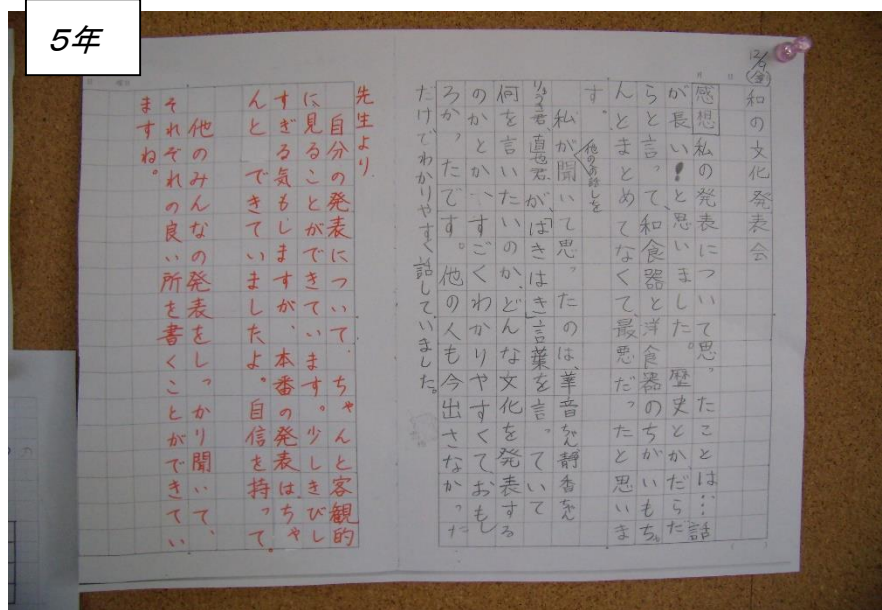 5年
12/9
金
和の文化発表会
感想 私の発表について思ったことは…話
が長い!と思いました。歴史とか、だらだ
らと言って、和食器と洋食器のちがいもちゃ
んとまとめてなくて、最悪だったと思いま
す。
他のお話しを
私が聞いて思ったのは、華音ちゃん、静香ちゃん
りょう君、直也君が、「はきはき」言葉を言っていて
何を言いたいのか、どんな文化を発表する
のかとか、すごくわかりやすくておもし
ろかったです。他の人も今出さなかった
だけでわかりやすく話していました。
先生より
自分の発表について、ちゃんと客観的
に見ることができています。少しきびし
すぎる気もしますが、本番の発表は、ちゃ
んと できていましたよ。自信を持って。
他のみんなの発表をしっかり聞いて、
それぞれの良い所を書くことができてい
ますね。